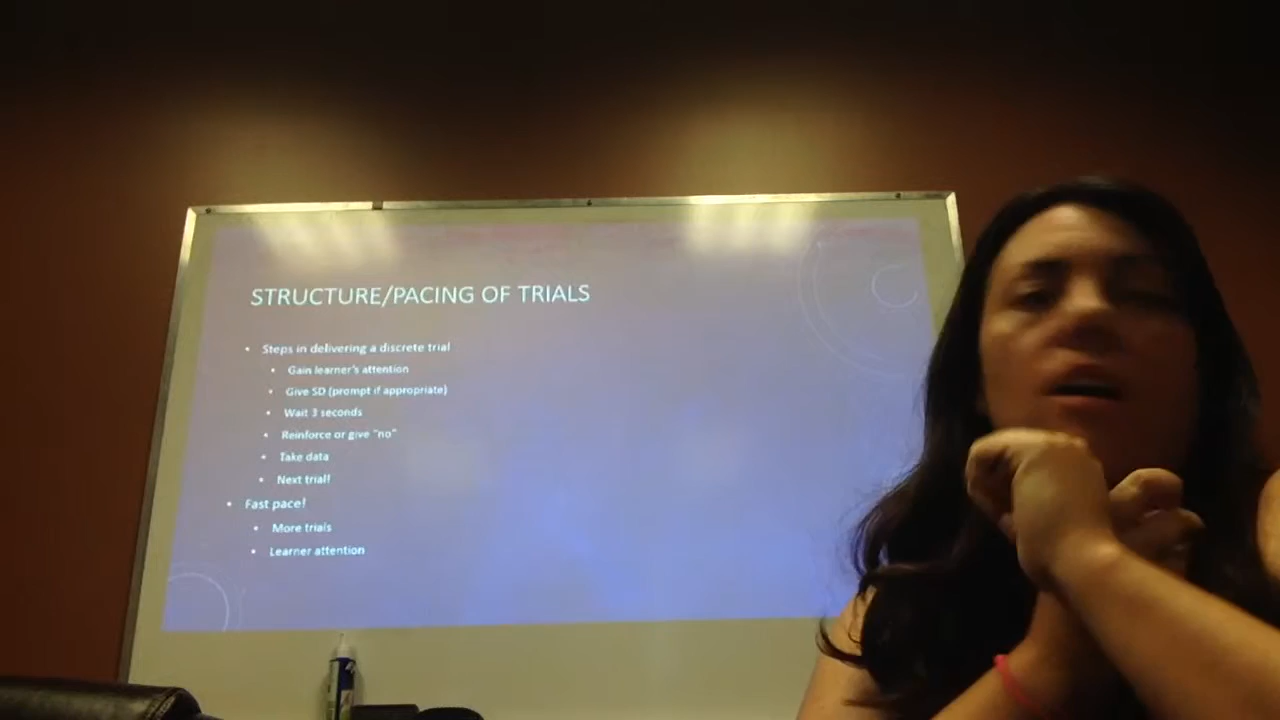 STRUCTURE/PACING OF TRIALS
• Steps in delivering a discrete trial
• Gain learner's attention
• Give SD (prompt if appropriate)
• Wait 3 seconds
• Reinforce or give "no"
• Take data
• Next trial!
• Fast pace!
• More trials
• Learner attention